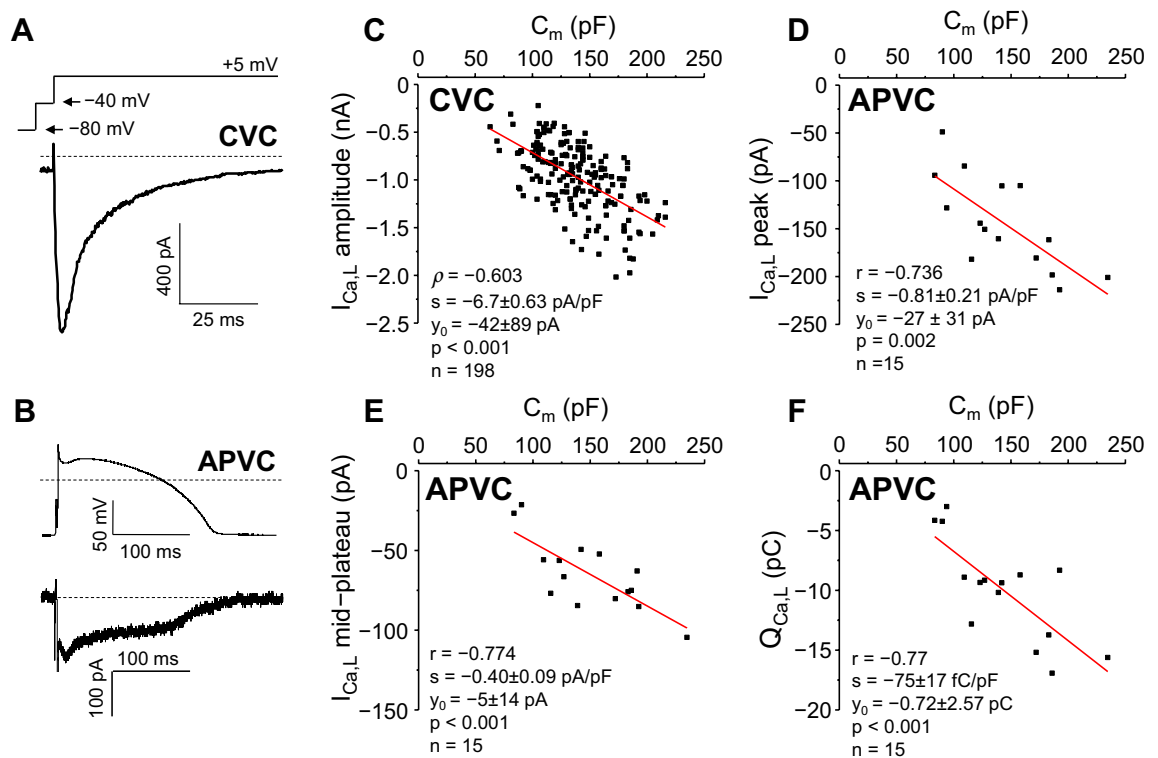 A
+5 mV
−40 mV
−80 mV
CVC
400 pA
25 ms
B
APVC
50 mV
100 ms
100 ms
100 pA
C
Cm (pF)
0 50 100 150 200 250
CVC
ICa,L amplitude (nA)
0
−0.5
−1.0
−1.5
−2.0
−2.5
ρ = −0.603
s = −6.7±0.63 pA/pF
y0 = −42±89 pA
p < 0.001
n = 198
D
Cm (pF)
0 50 100 150 200 250
APVC
ICa,L peak (pA)
0
−50
−100
−150
−200
−250
r = −0.736
s = −0.81±0.21 pA/pF
y0 = −27 ± 31 pA
p = 0.002
n =15
E
Cm (pF)
0 50 100 150 200 250
APVC
ICa,L mid−plateau (pA)
0
−50
−100
−150
r = −0.774
s = −0.40±0.09 pA/pF
y0 = −5±14 pA
p < 0.001
n = 15
F
Cm (pF)
0 50 100 150 200 250
APVC
QCa,L (pC)
0
−5
−10
−15
−20
r = −0.77
s = −75±17 fC/pF
y0 = −0.72±2.57 pC
p < 0.001
n = 15